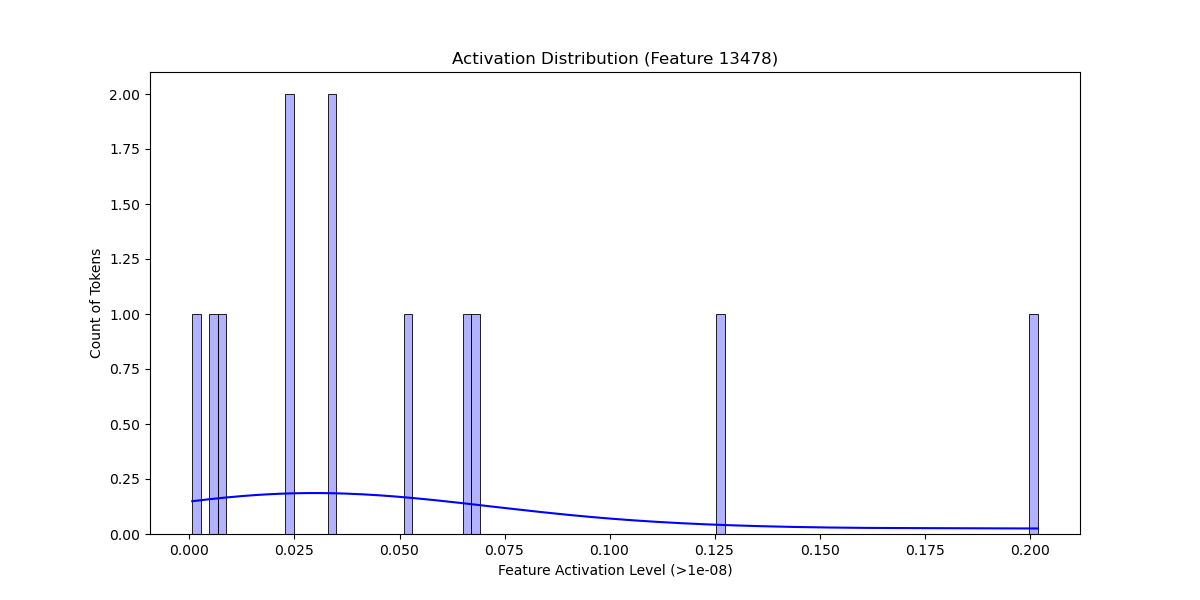 Activation Distribution (Feature 13478)
2.00
1.75
1.50
1.25
1.00
0.75
0.50
0.25
0.00
Count of Tokens
0.000 0.025 0.050 0.075 0.100 0.125 0.150 0.175 0.200
Feature Activation Level (>1e-08)